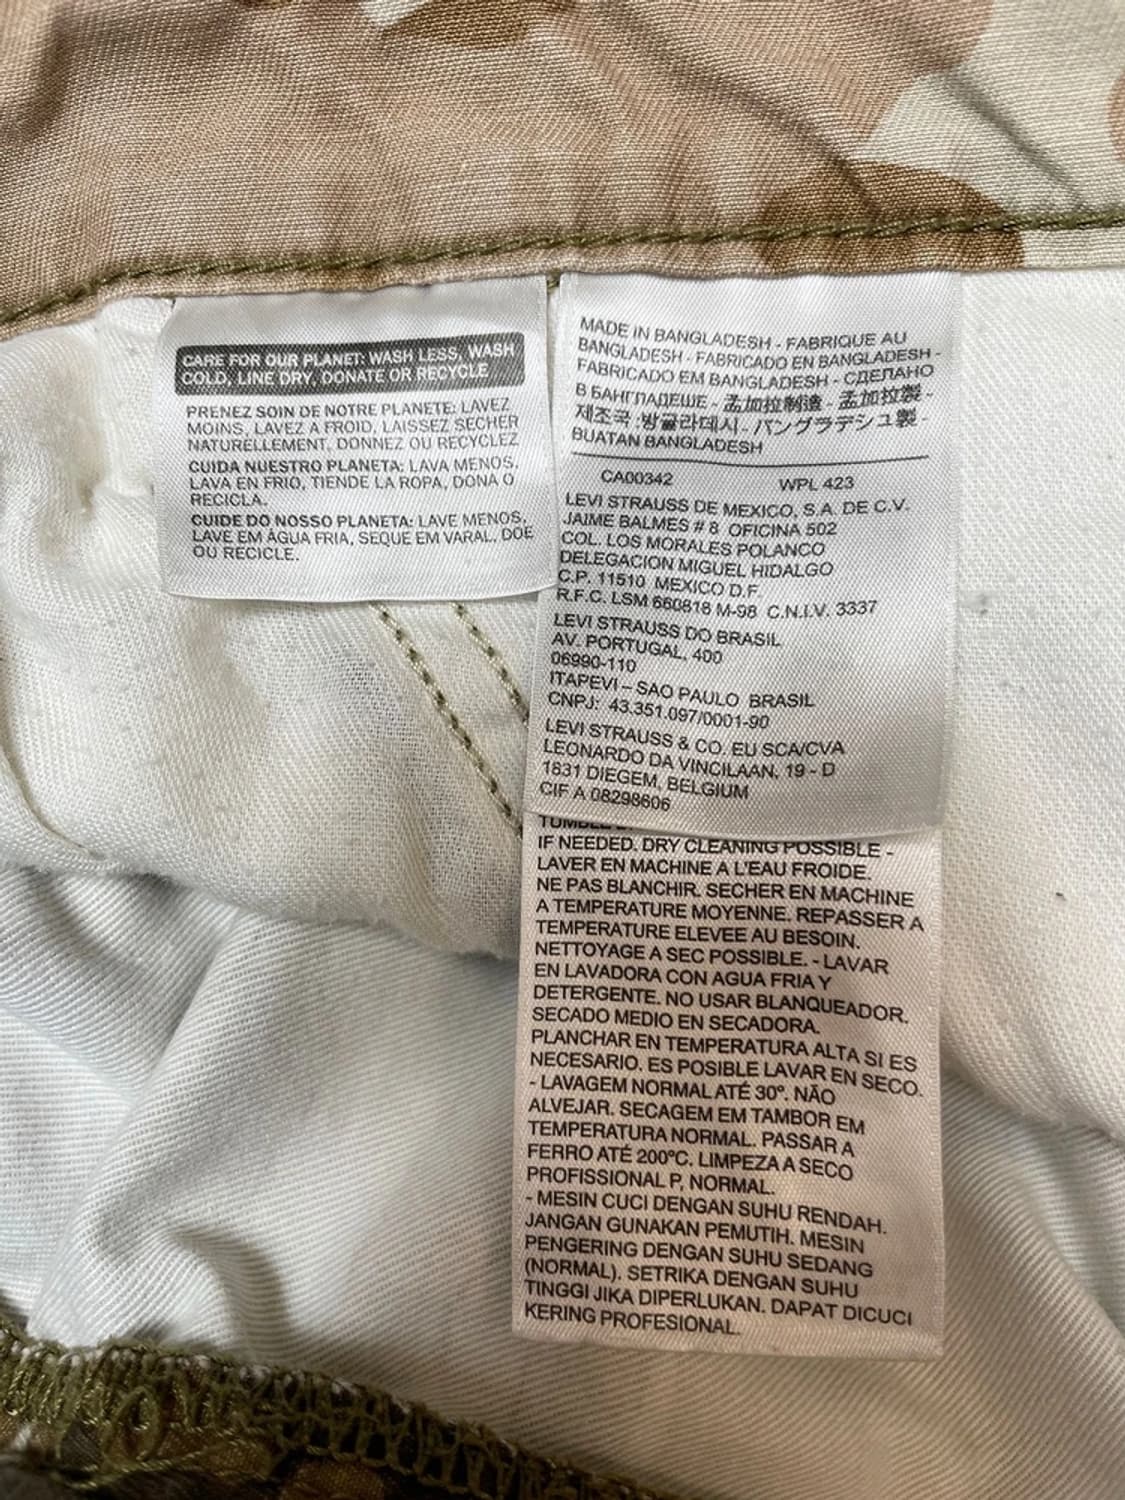 CARE FOR OUR PLANET: WASH LESS, WASH
COLD, LINE DRY, DONATE OR RECYCLE
PRENEZ SOIN DE NOTRE PLANETE: LAVEZ
MOINS, LAVEZ A FROID, LAISSEZ SECHER
NATURELLEMENT, DONNEZ OU RECYCLEZ
CUIDA NUESTRO PLANETA: LAVA MENOS,
LAVA EN FRIO, TIENDE LA ROPA, DONA O
RECICLA.
CUIDE DO NOSSO PLANETA: LAVE MENOS,
LAVE EM ÁGUA FRIA, SEQUE EM VARAL, DOE
OU RECICLE.
MADE IN BANGLADESH - FABRIQUE AU
BANGLADESH - FABRICADO EN BANGLADESH -
FABRICADO EM BANGLADESH - СДЕЛАНО
В БАНГЛАДЕШЕ - 孟加拉制造 - 孟加拉製 -
제조국 :방글라데시 - バングラデシュ製 -
BUATAN BANGLADESH
CA00342 WPL 423
LEVI STRAUSS DE MEXICO, S.A. DE C.V.
JAIME BALMES # 8 OFICINA 502
COL. LOS MORALES POLANCO
DELEGACION MIGUEL HIDALGO
C.P. 11510 MEXICO D.F.
R.F.C. LSM 660818 M-98 C.N.I.V. 3337
LEVI STRAUSS DO BRASIL
AV. PORTUGAL, 400
06990-110
ITAPEVI – SAO PAULO BRASIL
CNPJ: 43.351.097/0001-90
LEVI STRAUSS & CO. EU SCA/CVA
LEONARDO DA VINCILAAN, 19 - D
1831 DIEGEM, BELGIUM
CIF A 08298606
TUMBLE
IF NEEDED. DRY CLEANING POSSIBLE -
LAVER EN MACHINE A L'EAU FROIDE.
NE PAS BLANCHIR. SECHER EN MACHINE
A TEMPERATURE MOYENNE. REPASSER A
TEMPERATURE ELEVEE AU BESOIN.
NETTOYAGE A SEC POSSIBLE. - LAVAR
EN LAVADORA CON AGUA FRIA Y
DETERGENTE. NO USAR BLANQUEADOR.
SECADO MEDIO EN SECADORA.
PLANCHAR EN TEMPERATURA ALTA SI ES
NECESARIO. ES POSIBLE LAVAR EN SECO.
- LAVAGEM NORMAL ATÉ 30º. NÃO
ALVEJAR. SECAGEM EM TAMBOR EM
TEMPERATURA NORMAL. PASSAR A
FERRO ATÉ 200ºC. LIMPEZA A SECO
PROFISSIONAL P, NORMAL.
- MESIN CUCI DENGAN SUHU RENDAH.
JANGAN GUNAKAN PEMUTIH. MESIN
PENGERING DENGAN SUHU SEDANG
(NORMAL). SETRIKA DENGAN SUHU
TINGGI JIKA DIPERLUKAN. DAPAT DICUCI
KERING PROFESIONAL.